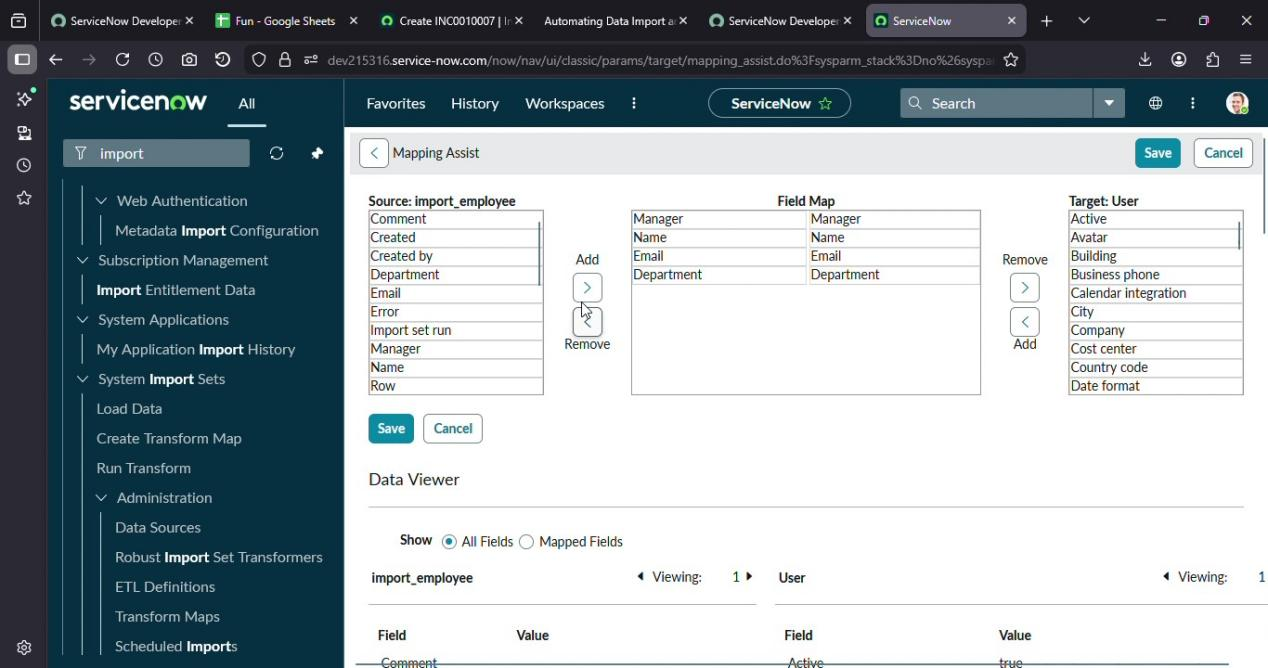 ServiceNow Developer
Fun - Google Sheets
Create INC0010007 | Ir
Automating Data Import a
ServiceNow Developer
ServiceNow
dev215316.service-now.com/now/nav/ui/classic/params/target/mapping_assist.do%3Fsysparm_stack%3Dno%26syspa
servicenow
All
Favorites
History
Workspaces
ServiceNow
Search
import
Web Authentication
Metadata Import Configuration
Subscription Management
Import Entitlement Data
System Applications
My Application Import History
System Import Sets
Load Data
Create Transform Map
Run Transform
Administration
Data Sources
Robust Import Set Transformers
ETL Definitions
Transform Maps
Scheduled Imports
Mapping Assist
Save
Cancel
Source: import_employee
Comment
Created
Created by
Department
Email
Error
Import set run
Manager
Name
Row
Add
Remove
Field Map
Manager Manager
Name Name
Email Email
Department Department
Remove
Add
Target: User
Active
Avatar
Building
Business phone
Calendar integration
City
Company
Cost center
Country code
Date format
Save
Cancel
Data Viewer
Show All Fields Mapped Fields
import_employee Viewing: 1
User Viewing: 1
Field Value
Field Value
Comment
Active true